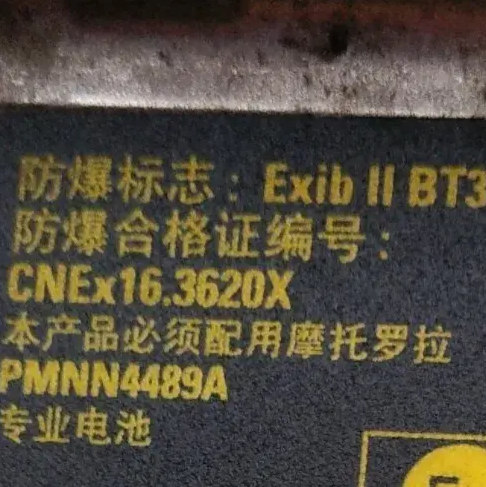 防爆标志: Exib II BT3
防爆合格证编号:
CNEx16.3620X
本产品必须配用摩托罗拉
PMNN4489A
专业电池